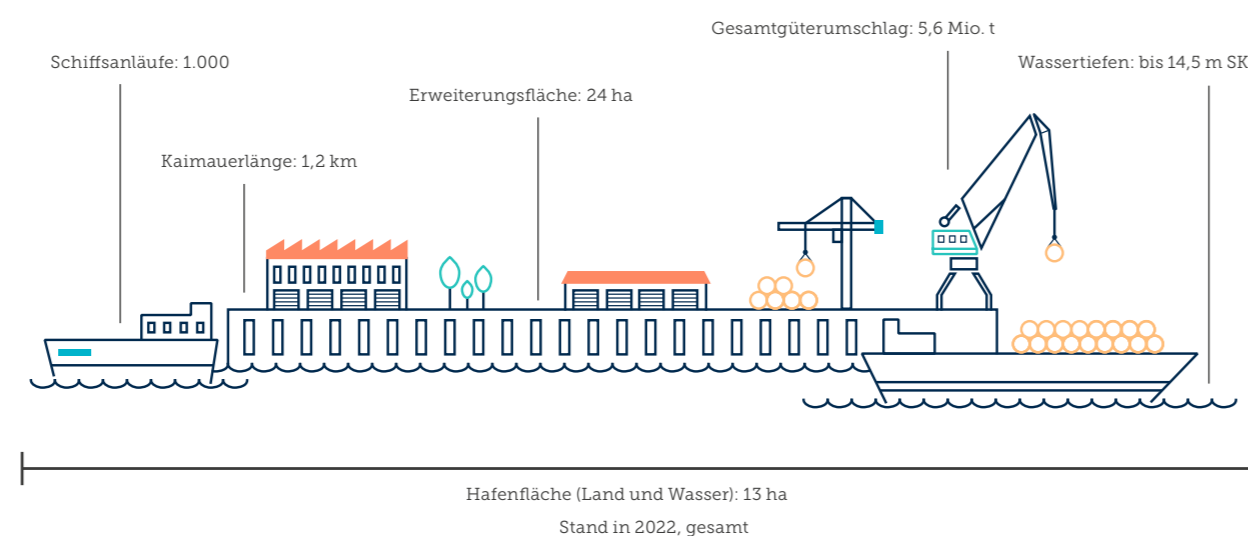 Gesamtgüterumschlag: 5,6 Mio. t
Schiffsanläufe: 1.000
Wassertiefen: bis 14,5 m SK
Erweiterungsfläche: 24 ha
Kaimauerlänge: 1,2 km
Hafenfläche (Land und Wasser): 13 ha
Stand in 2022, gesamt